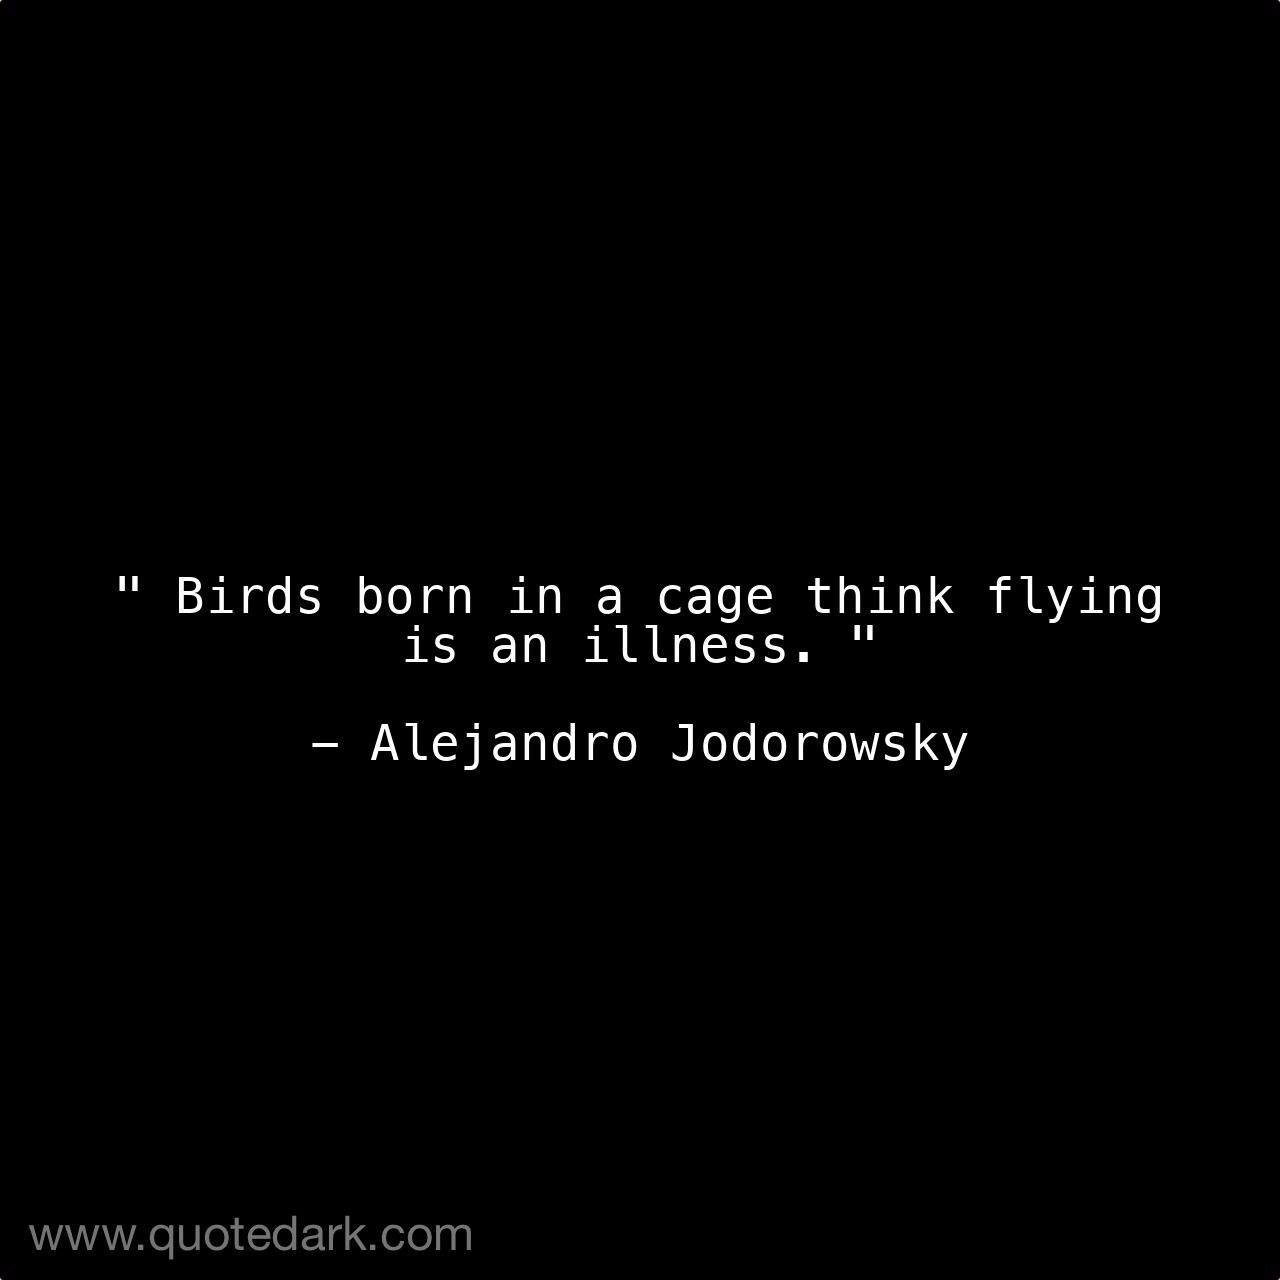 " Birds born in a cage think flying
is an illness. "
– Alejandro Jodorowsky
www.quotedark.com